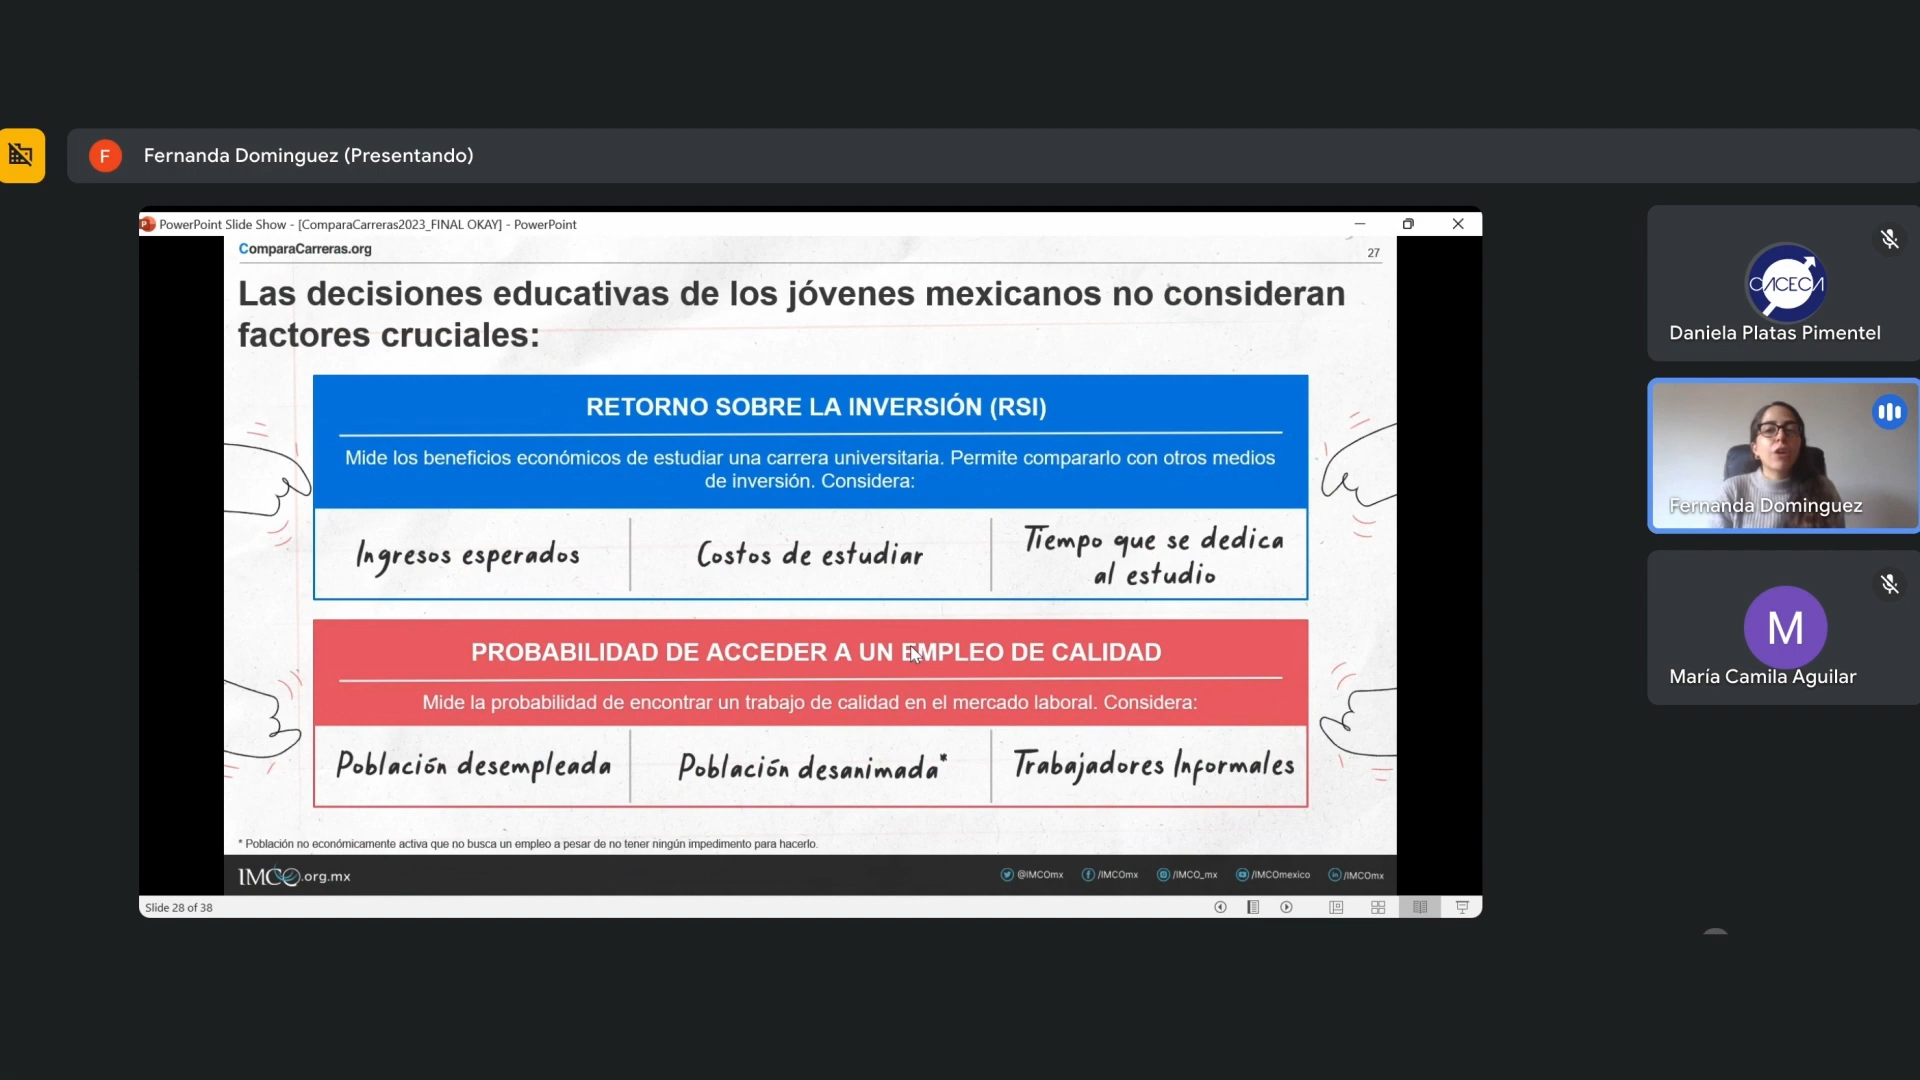 F Fernanda Dominguez (Presentando)
PowerPoint Slide Show - [ComparaCarreras2023_FINAL OKAY] - PowerPoint
ComparaCarreras.org
27
Las decisiones educativas de los jóvenes mexicanos no consideran
factores cruciales:
RETORNO SOBRE LA INVERSIÓN (RSI)
Mide los beneficios económicos de estudiar una carrera universitaria. Permite compararlo con otros medios
de inversión. Considera:
Ingresos esperados
Costos de estudiar
Tiempo que se dedica
al estudio
PROBABILIDAD DE ACCEDER A UN EMPLEO DE CALIDAD
Mide la probabilidad de encontrar un trabajo de calidad en el mercado laboral. Considera:
Población desempleada
Población desanimada*
Trabajadores Informales
* Población no económicamente activa que no busca un empleo a pesar de no tener ningún impedimento para hacerlo.
IMCO.org.mx
@IMCOmx
/IMCOmx
/IMCO_mx
/IMCOmexico
/IMCOmx
Slide 28 of 38
CACECA
Daniela Platas Pimentel
Fernanda Dominguez
M
María Camila Aguilar